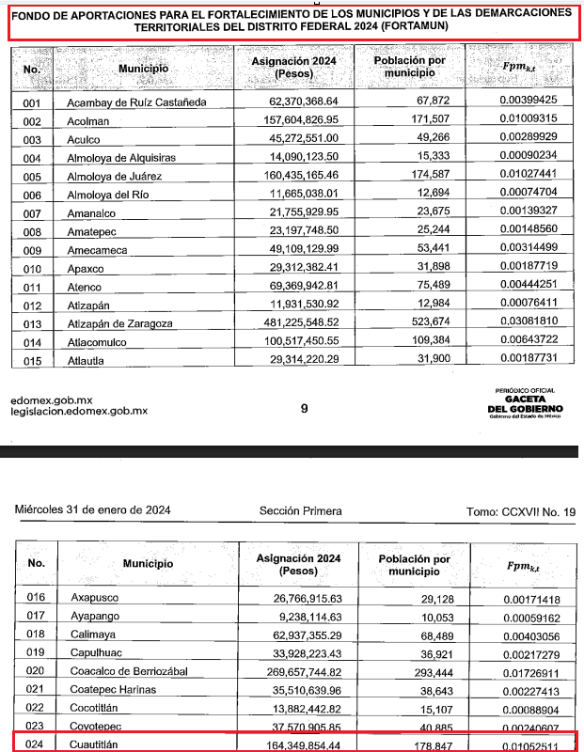 FONDO DE APORTACIONES PARA EL FORTALECIMIENTO DE LOS MUNICIPIOS Y DE LAS DEMARCACIONES
TERRITORIALES DEL DISTRITO FEDERAL 2024 (FORTAMUN)
No. Municipio Asignación 2024 (Pesos) Población por municipio Fpm k,t
001 Acambay de Ruíz Castañeda 62,370,368.64 67,872 0.00399425
002 Acolman 157,604,826.95 171,507 0.01009315
003 Aculco 45,272,551.00 49,266 0.00289929
004 Almoloya de Alquisiras 14,090,123.50 15,333 0.00090234
005 Almoloya de Juárez 160,435,165.46 174,587 0.01027441
006 Almoloya del Río 11,665,038.01 12,694 0.00074704
007 Amanalco 21,755,929.95 23,675 0.00139327
008 Amatepec 23,197,748.50 25,244 0.00148560
009 Amecameca 49,109,129.99 53,441 0.00314499
010 Apaxco 29,312,382.41 31,898 0.00187719
011 Atenco 69,369,942.81 75,489 0.00444251
012 Atizapán 11,931,530.92 12,984 0.00076411
013 Atizapán de Zaragoza 481,225,548.52 523,674 0.03081810
014 Atlacomulco 100,517,450.55 109,384 0.00643722
015 Atlautla 29,314,220.29 31,900 0.00187731
edomex.gob.mx
legislacion.edomex.gob.mx
9
PERIÓDICO OFICIAL
GACETA
DEL GOBIERNO
Gobierno del Estado de México
Miércoles 31 de enero de 2024 Sección Primera Tomo: CCXVII No. 19
No. Municipio Asignación 2024 (Pesos) Población por municipio Fpm k,t
016 Axapusco 26,766,915.63 29,128 0.00171418
017 Ayapango 9,238,114.63 10,053 0.00059162
018 Calimaya 62,937,355.29 68,489 0.00403056
019 Capulhuac 33,928,223.43 36,921 0.00217279
020 Coacalco de Berriozábal 269,657,744.82 293,444 0.01726911
021 Coatepec Harinas 35,510,639.96 38,643 0.00227413
022 Cocotitlán 13,882,442.82 15,107 0.00088904
023 Coyotepec 37,570,905.85 40,885 0.00240607
024 Cuautitlán 164,349,854.44 178,847 0.01052511